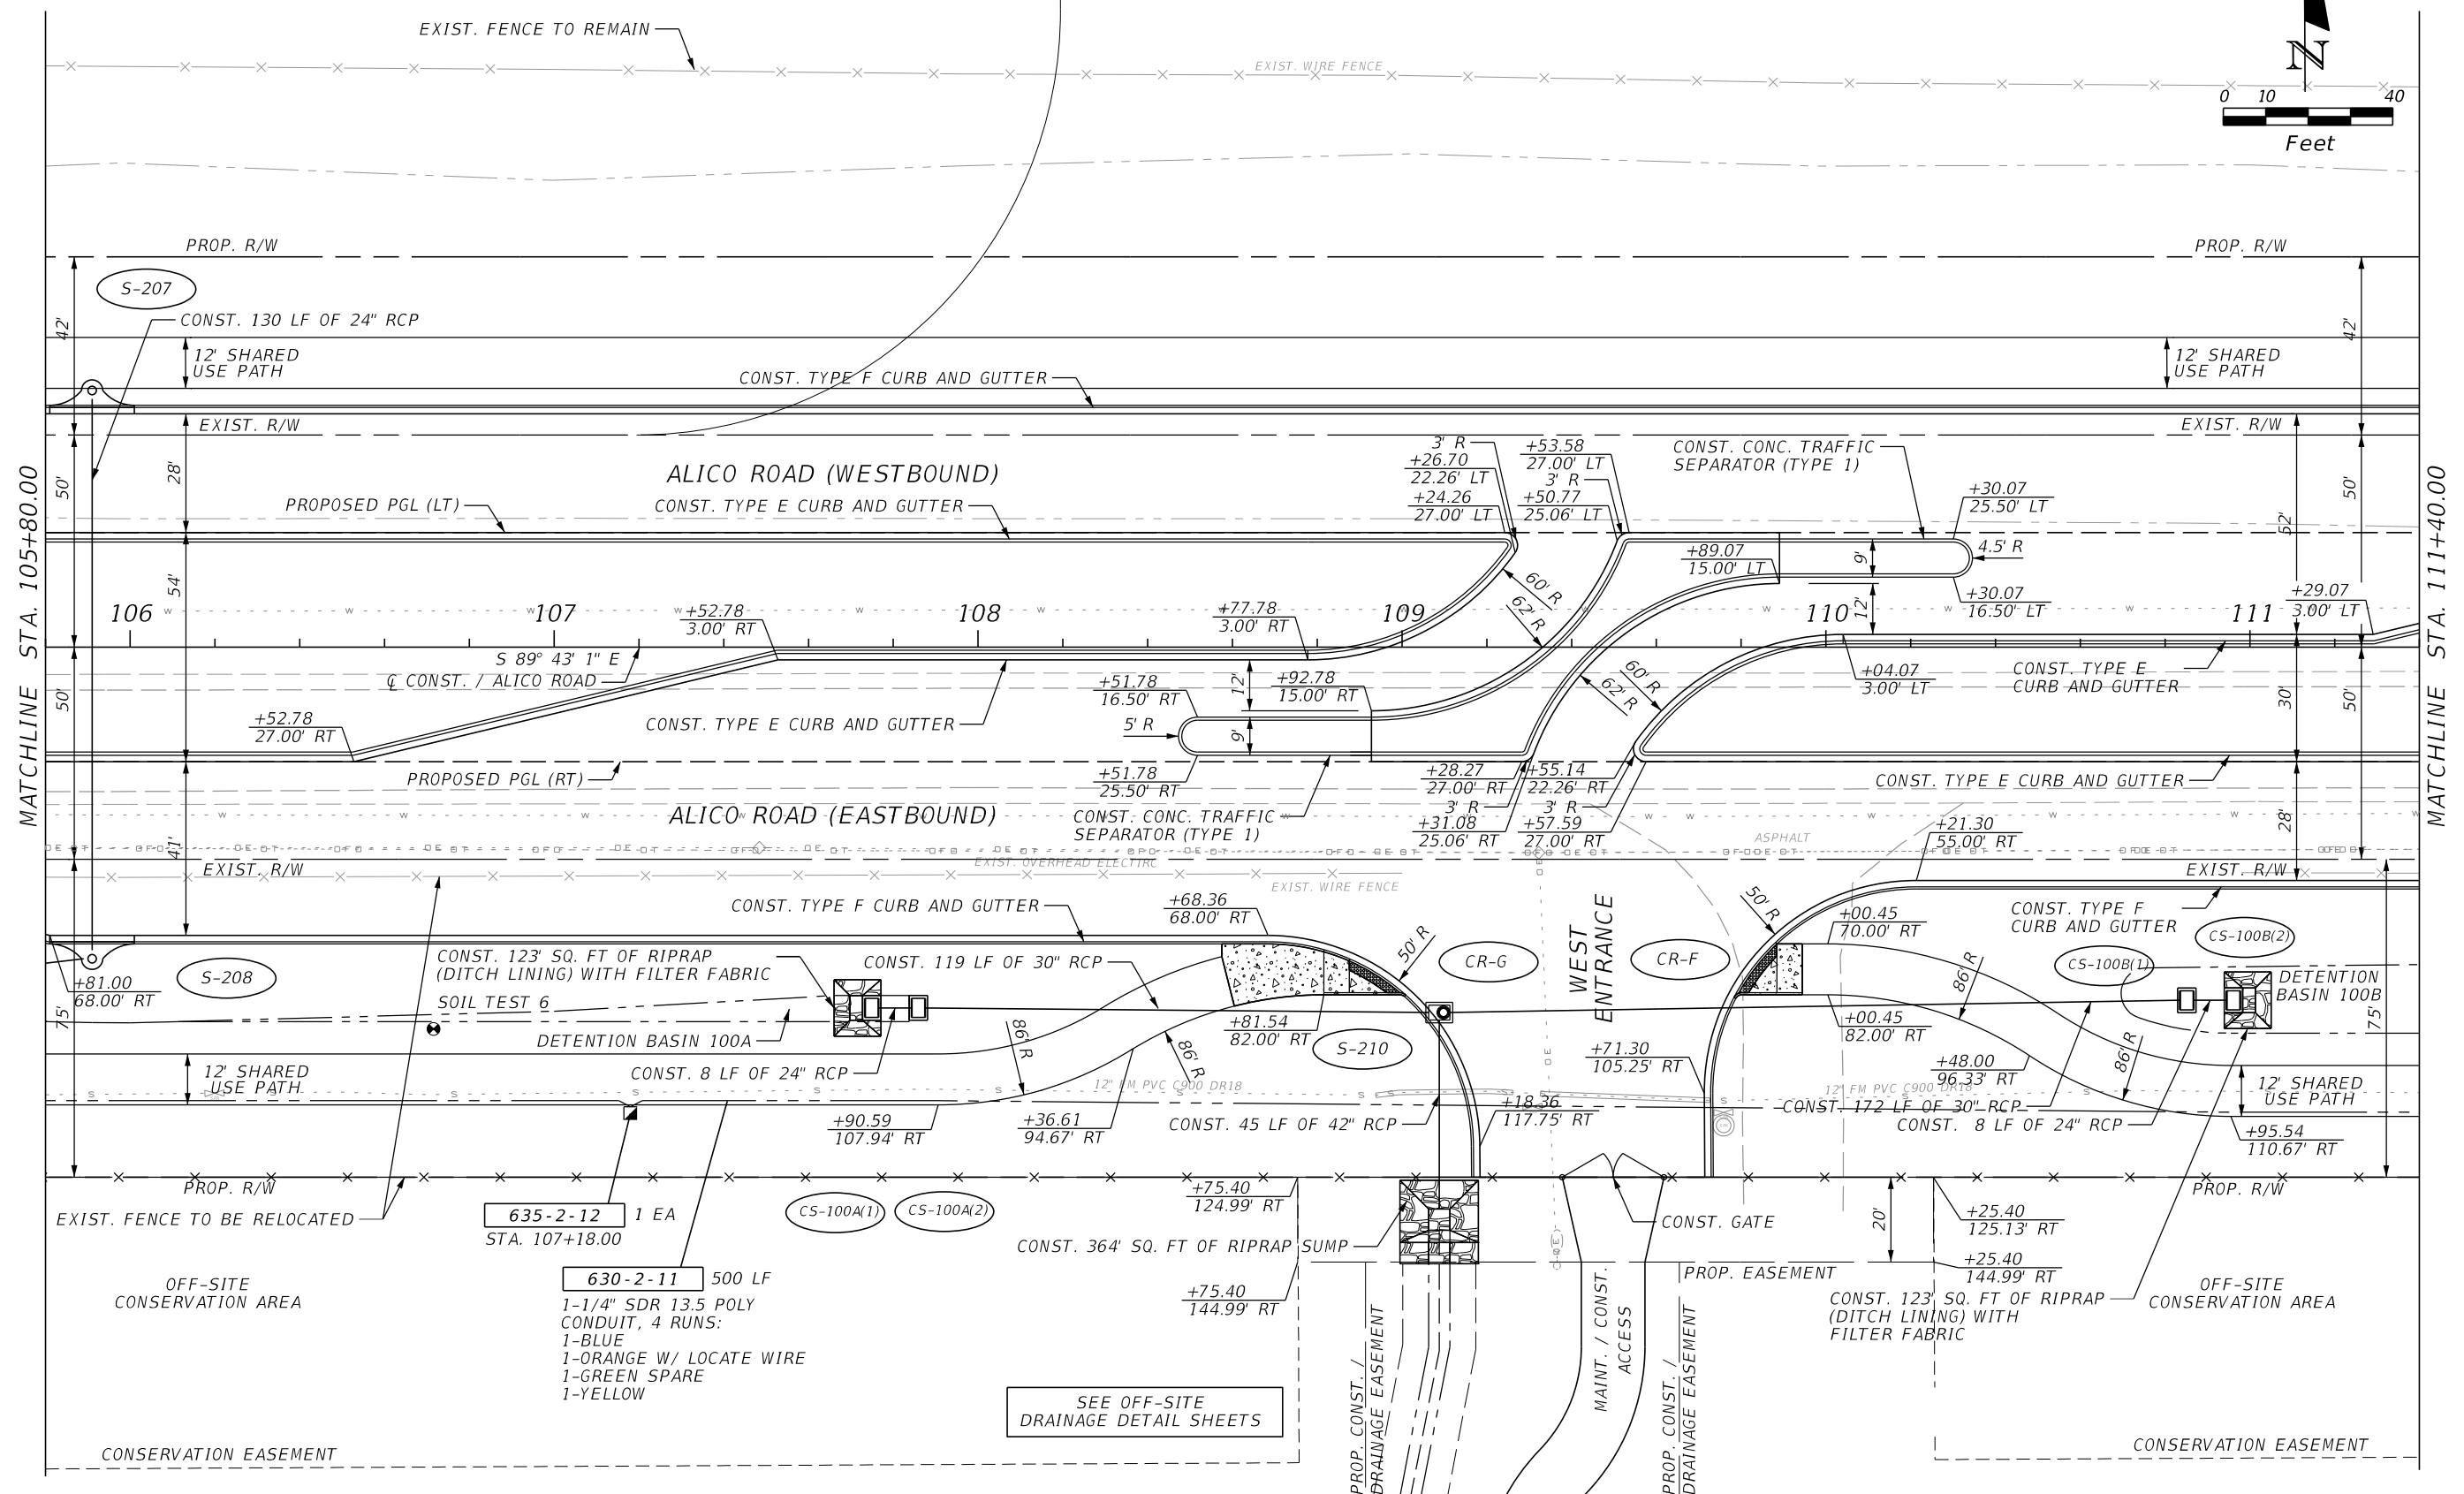 EXIST. FENCE TO REMAIN
EXIST. WIRE FENCE
N
0 10 40
Feet
PROP. R/W
PROP. R/W
S-207
42'
CONST. 130 LF OF 24" RCP
42'
12' SHARED
USE PATH
12' SHARED
USE PATH
CONST. TYPE F CURB AND GUTTER
EXIST. R/W
EXIST. R/W
3' R
+26.70
22.26' LT
+24.26
27.00' LT
+53.58
27.00' LT
3' R
+50.77
25.06' LT
CONST. CONC. TRAFFIC
SEPARATOR (TYPE 1)
+30.07
25.50' LT
50'
28'
ALICO ROAD (WESTBOUND)
PROPOSED PGL (LT)
CONST. TYPE E CURB AND GUTTER
52'
50'
MATCHLINE STA. 105+80.00
MATCHLINE STA. 111+40.00
54'
60' R
62' R
+89.07
15.00' LT
9'
4.5' R
12'
+30.07
16.50' LT
+29.07
3.00' LT
106
107
108
109
110
111
+52.78
3.00' RT
+77.78
3.00' RT
S 89° 43' 1" E
℄ CONST. / ALICO ROAD
50'
+52.78
27.00' RT
CONST. TYPE E CURB AND GUTTER
+51.78
16.50' RT
5' R
12'
9'
+92.78
15.00' RT
60' R
62' R
+04.07
3.00' LT
CONST. TYPE E
CURB AND GUTTER
30'
50'
PROPOSED PGL (RT)
+51.78
25.50' RT
+28.27
27.00' RT
3' R
+31.08
25.06' RT
+55.14
22.26' RT
3' R
+57.59
27.00' RT
CONST. TYPE E CURB AND GUTTER
ALICO ROAD (EASTBOUND)
CONST. CONC. TRAFFIC
SEPARATOR (TYPE 1)
ASPHALT
+21.30
55.00' RT
28'
41'
EXIST. R/W
EXIST. OVERHEAD ELECTIRC
EXIST. WIRE FENCE
EXIST. R/W
CONST. TYPE F CURB AND GUTTER
+68.36
68.00' RT
50' R
CR-G
WEST
ENTRANCE
CR-F
50' R
+00.45
70.00' RT
CONST. TYPE F
CURB AND GUTTER
CS-100B(2)
CS-100B(1)
+81.00
68.00' RT
S-208
CONST. 123' SQ. FT OF RIPRAP
(DITCH LINING) WITH FILTER FABRIC
SOIL TEST 6
CONST. 119 LF OF 30" RCP
DETENTION
BASIN 100B
75'
DETENTION BASIN 100A
CONST. 8 LF OF 24" RCP
86' R
86' R
+81.54
82.00' RT
S-210
+71.30
105.25' RT
+00.45
82.00' RT
86' R
+48.00
96.33' RT
86' R
75'
12' SHARED
USE PATH
12" FM PVC C900 DR18
12" FM PVC C900 DR18
12' SHARED
USE PATH
+90.59
107.94' RT
+36.61
94.67' RT
CONST. 45 LF OF 42" RCP
+18.36
117.75' RT
CONST. 172 LF OF 30" RCP
CONST. 8 LF OF 24" RCP
+95.54
110.67' RT
PROP. R/W
PROP. R/W
EXIST. FENCE TO BE RELOCATED
635-2-12 1 EA
STA. 107+18.00
CS-100A(1)
CS-100A(2)
+75.40
124.99' RT
CONST. 364' SQ. FT OF RIPRAP SUMP
CONST. GATE
20'
+25.40
125.13' RT
+25.40
144.99' RT
PROP. EASEMENT
+75.40
144.99' RT
OFF-SITE
CONSERVATION AREA
630-2-11 500 LF
1-1/4" SDR 13.5 POLY
CONDUIT, 4 RUNS:
1-BLUE
1-ORANGE W/ LOCATE WIRE
1-GREEN SPARE
1-YELLOW
CONST. 123' SQ. FT OF RIPRAP
(DITCH LINING) WITH
FILTER FABRIC
OFF-SITE
CONSERVATION AREA
SEE OFF-SITE
DRAINAGE DETAIL SHEETS
PROP. CONST. /
DRAINAGE EASEMENT
MAINT. / CONST.
ACCESS
PROP. CONST. /
DRAINAGE EASEMENT
CONSERVATION EASEMENT
CONSERVATION EASEMENT